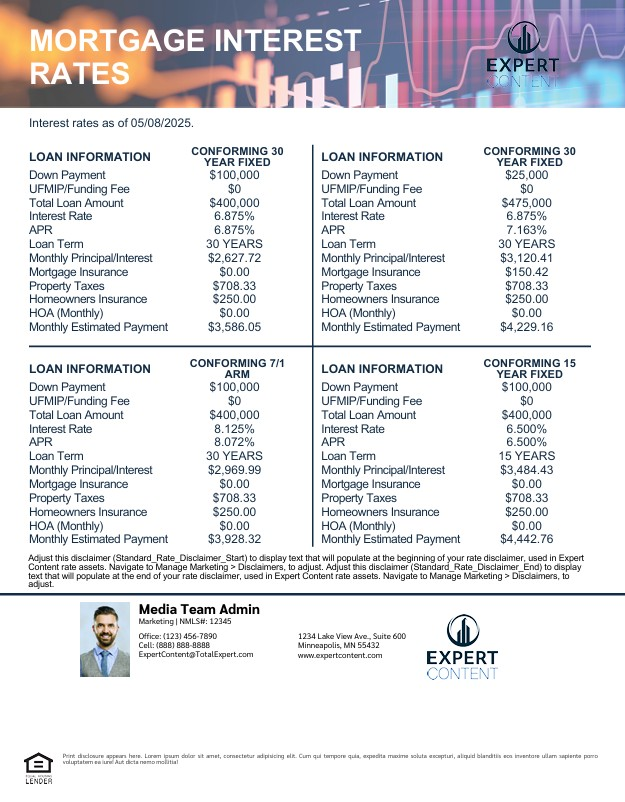 MORTGAGE INTEREST
RATES
EXPERT
CONTENT
Interest rates as of 05/08/2025.
LOAN INFORMATION CONFORMING 30 YEAR FIXED
Down Payment $100,000
UFMIP/Funding Fee $0
Total Loan Amount $400,000
Interest Rate 6.875%
APR 6.875%
Loan Term 30 YEARS
Monthly Principal/Interest $2,627.72
Mortgage Insurance $0.00
Property Taxes $708.33
Homeowners Insurance $250.00
HOA (Monthly) $0.00
Monthly Estimated Payment $3,586.05
LOAN INFORMATION CONFORMING 30 YEAR FIXED
Down Payment $25,000
UFMIP/Funding Fee $0
Total Loan Amount $475,000
Interest Rate 6.875%
APR 7.163%
Loan Term 30 YEARS
Monthly Principal/Interest $3,120.41
Mortgage Insurance $150.42
Property Taxes $708.33
Homeowners Insurance $250.00
HOA (Monthly) $0.00
Monthly Estimated Payment $4,229.16
LOAN INFORMATION CONFORMING 7/1 ARM
Down Payment $100,000
UFMIP/Funding Fee $0
Total Loan Amount $400,000
Interest Rate 8.125%
APR 8.072%
Loan Term 30 YEARS
Monthly Principal/Interest $2,969.99
Mortgage Insurance $0.00
Property Taxes $708.33
Homeowners Insurance $250.00
HOA (Monthly) $0.00
Monthly Estimated Payment $3,928.32
LOAN INFORMATION CONFORMING 15 YEAR FIXED
Down Payment $100,000
UFMIP/Funding Fee $0
Total Loan Amount $400,000
Interest Rate 6.500%
APR 6.500%
Loan Term 15 YEARS
Monthly Principal/Interest $3,484.43
Mortgage Insurance $0.00
Property Taxes $708.33
Homeowners Insurance $250.00
HOA (Monthly) $0.00
Monthly Estimated Payment $4,442.76
Adjust this disclaimer (Standard_Rate_Disclaimer_Start) to display text that will populate at the beginning of your rate disclaimer, used in Expert
Content rate assets. Navigate to Manage Marketing > Disclaimers, to adjust. Adjust this disclaimer (Standard_Rate_Disclaimer_End) to display
text that will populate at the end of your rate disclaimer, used in Expert Content rate assets. Navigate to Manage Marketing > Disclaimers, to
adjust.
Media Team Admin
Marketing | NMLS#: 12345
Office: (123) 456-7890
Cell: (888) 888-8888
ExpertContent@TotalExpert.com
1234 Lake View Ave., Suite 600
Minneapolis, MN 55432
www.expertcontent.com
EXPERT
CONTENT
Print disclosure appears here. Lorem ipsum dolor sit amet, consectetur adipisicing elit. Cum qui tempore quia, expedita maxime soluta excepturi, aliquid blanditiis eos inventore ullam sapiente porro
voluptatem ea iure! Aut dicta nemo mollitia!
EQUAL HOUSING
LENDER